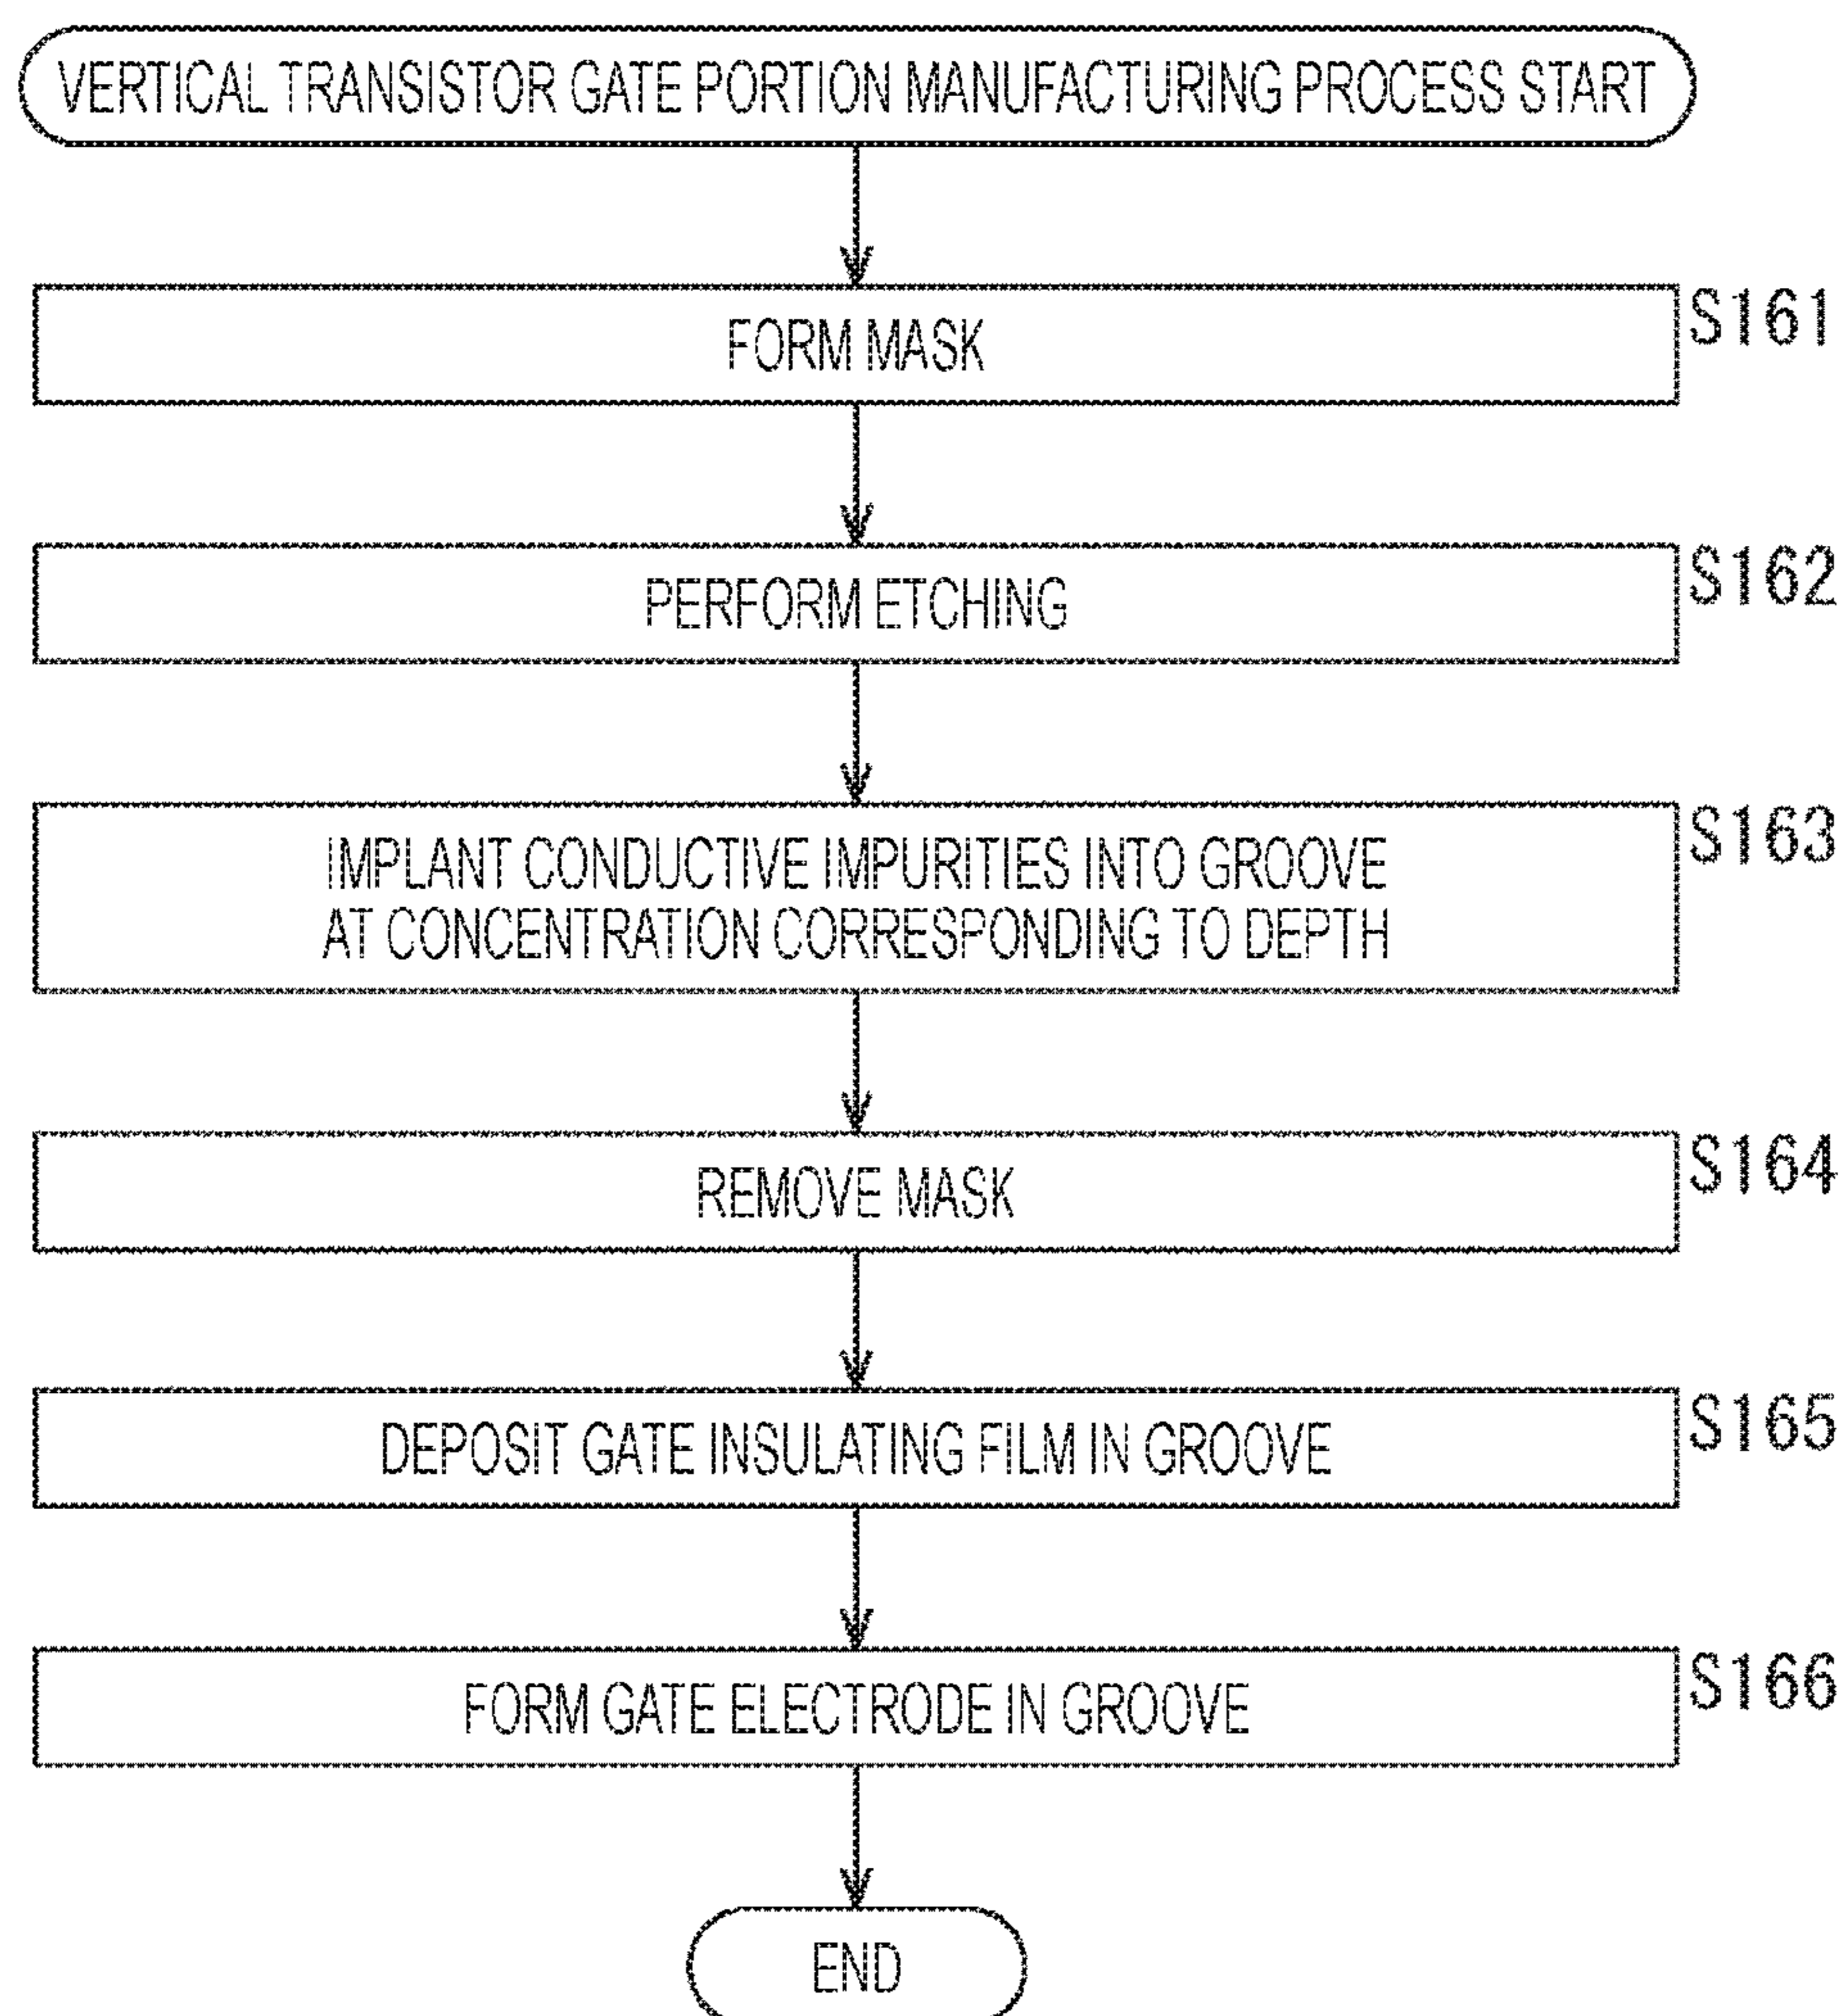 VERTICAL TRANSISTOR GATE PORTION MANUFACTURING PROCESS START
FORM MASK
S161
PERFORM ETCHING
S162
IMPLANT CONDUCTIVE IMPURITIES INTO GROOVE
AT CONCENTRATION CORRESPONDING TO DEPTH
S163
REMOVE MASK
S164
DEPOSIT GATE INSULATING FILM IN GROOVE
S165
FORM GATE ELECTRODE IN GROOVE
S166
END